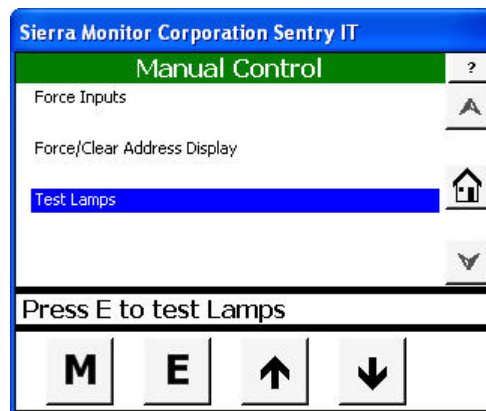 Sierra Monitor Corporation Sentry IT
Manual Control
?
Force Inputs
Force/Clear Address Display
Test Lamps
Press E to test Lamps
M E